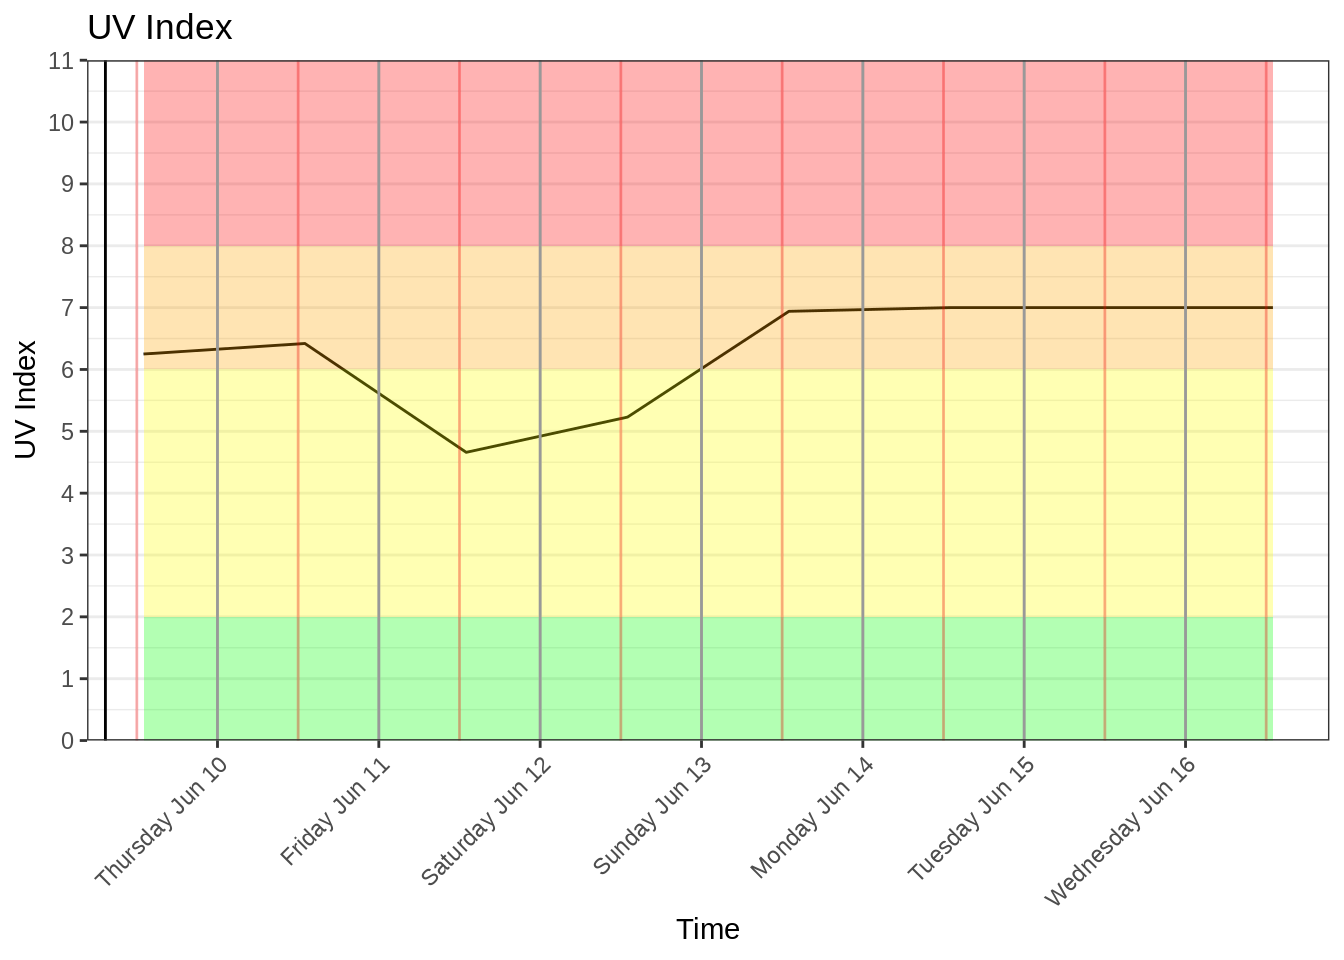 UV Index
11
10
9
8
7
6
5
4
3
2
1
0
UV Index
Thursday Jun 10
Friday Jun 11
Saturday Jun 12
Sunday Jun 13
Monday Jun 14
Tuesday Jun 15
Wednesday Jun 16
Time